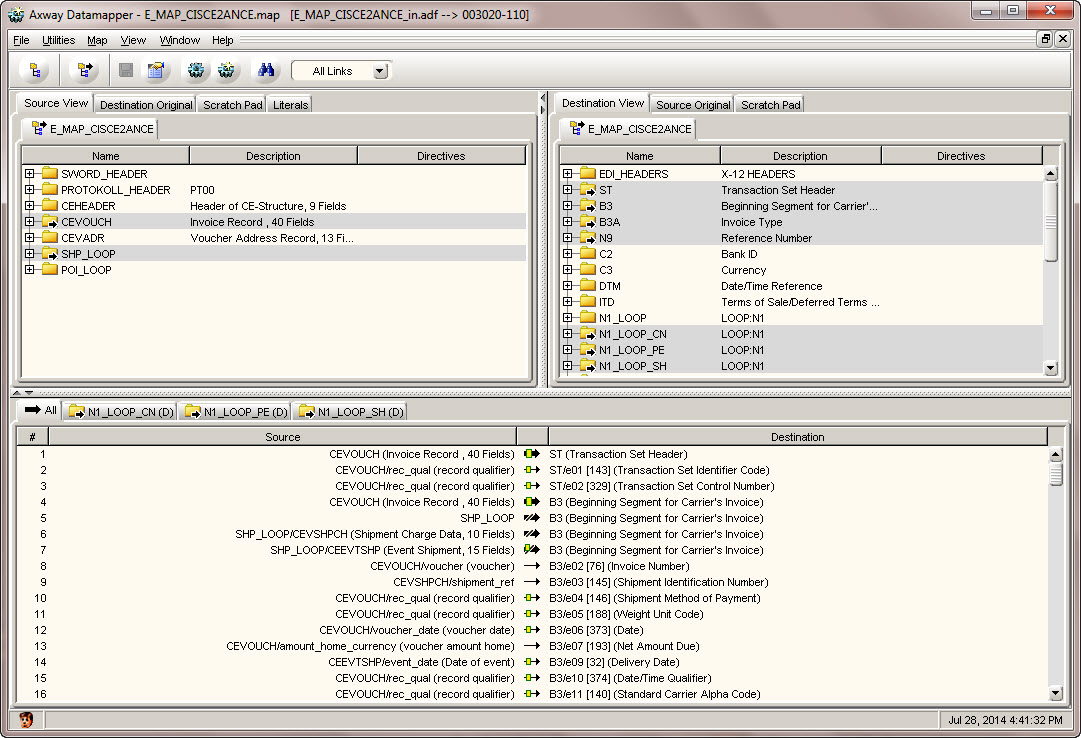 Axway Datamapper - E_MAP_CISCE2ANCE.map [E_MAP_CISCE2ANCE_in.adf --> 003020-110]
File Utilities Map View Window Help
All Links
Source View Destination Original Scratch Pad Literals
E_MAP_CISCE2ANCE
Name Description Directives
SWORD_HEADER
PROTOKOLL_HEADER PT00
CEHEADER Header of CE-Structure, 9 Fields
CEVOUCH Invoice Record , 40 Fields
CEVADR Voucher Address Record, 13 Fi...
SHP_LOOP
POI_LOOP
Destination View Source Original Scratch Pad
E_MAP_CISCE2ANCE
Name Description Directives
EDI_HEADERS X-12 HEADERS
ST Transaction Set Header
B3 Beginning Segment for Carrier'...
B3A Invoice Type
N9 Reference Number
C2 Bank ID
C3 Currency
DTM Date/Time Reference
ITD Terms of Sale/Deferred Terms ...
N1_LOOP LOOP:N1
N1_LOOP_CN LOOP:N1
N1_LOOP_PE LOOP:N1
N1_LOOP_SH LOOP:N1
All N1_LOOP_CN (D) N1_LOOP_PE (D) N1_LOOP_SH (D)
# Source Destination
1 CEVOUCH (Invoice Record , 40 Fields) ST (Transaction Set Header)
2 CEVOUCH/rec_qual (record qualifier) ST/e01 [143] (Transaction Set Identifier Code)
3 CEVOUCH/rec_qual (record qualifier) ST/e02 [329] (Transaction Set Control Number)
4 CEVOUCH (Invoice Record , 40 Fields) B3 (Beginning Segment for Carrier's Invoice)
5 SHP_LOOP B3 (Beginning Segment for Carrier's Invoice)
6 SHP_LOOP/CEVSHPCH (Shipment Charge Data, 10 Fields) B3 (Beginning Segment for Carrier's Invoice)
7 SHP_LOOP/CEEVTSHP (Event Shipment, 15 Fields) B3 (Beginning Segment for Carrier's Invoice)
8 CEVOUCH/voucher (voucher) B3/e02 [76] (Invoice Number)
9 CEVSHPCH/shipment_ref B3/e03 [145] (Shipment Identification Number)
10 CEVOUCH/rec_qual (record qualifier) B3/e04 [146] (Shipment Method of Payment)
11 CEVOUCH/rec_qual (record qualifier) B3/e05 [188] (Weight Unit Code)
12 CEVOUCH/voucher_date (voucher date) B3/e06 [373] (Date)
13 CEVOUCH/amount_home_currency (voucher amount home) B3/e07 [193] (Net Amount Due)
14 CEEVTSHP/event_date (Date of event) B3/e09 [32] (Delivery Date)
15 CEVOUCH/rec_qual (record qualifier) B3/e10 [374] (Date/Time Qualifier)
16 CEVOUCH/rec_qual (record qualifier) B3/e11 [140] (Standard Carrier Alpha Code)
Jul 28, 2014 4:41:32 PM